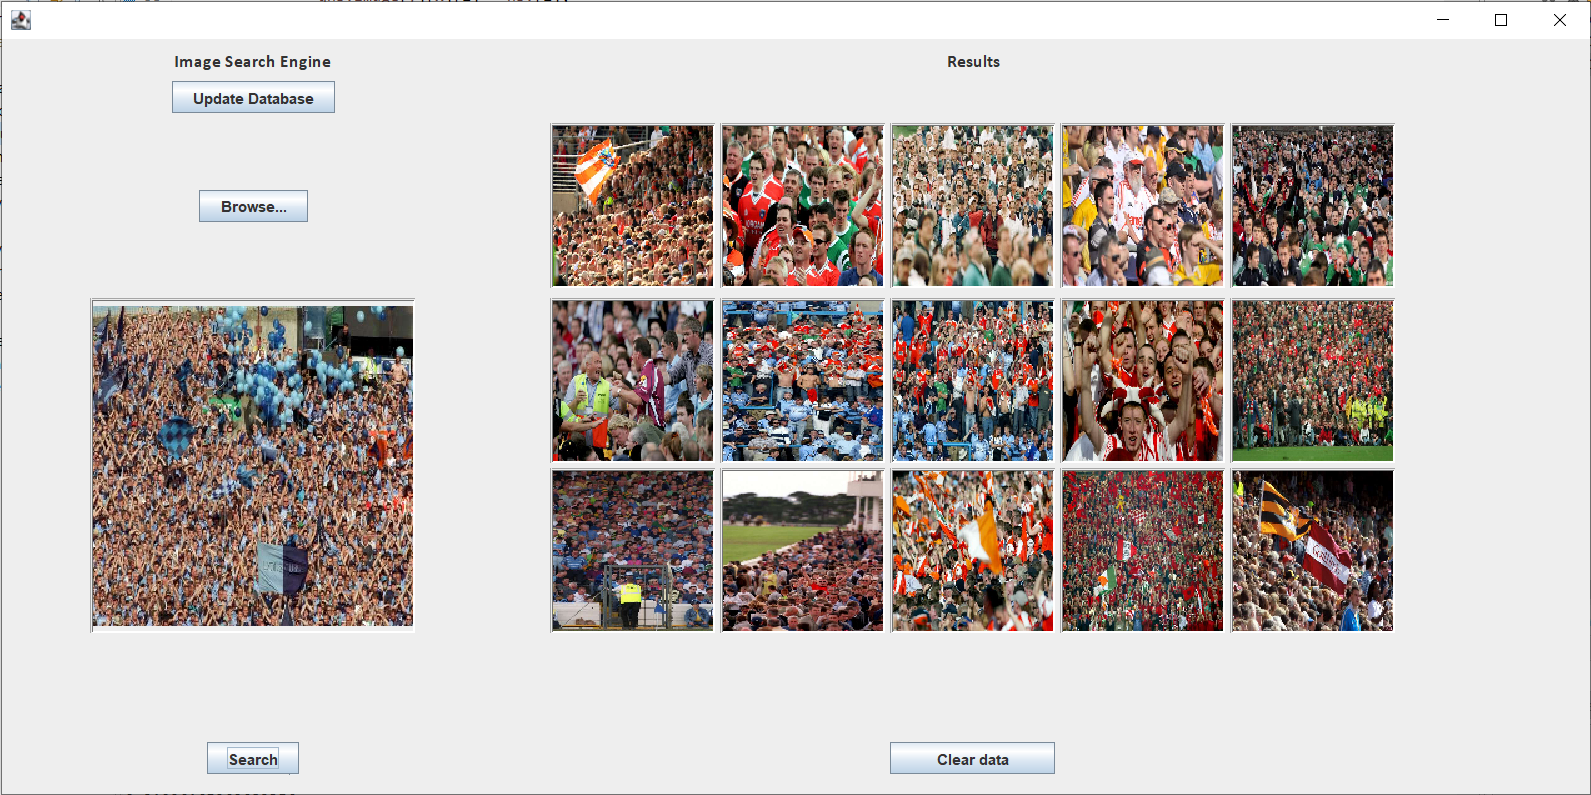 Image Search Engine
Results
Update Database
Browse...
Search
Clear data